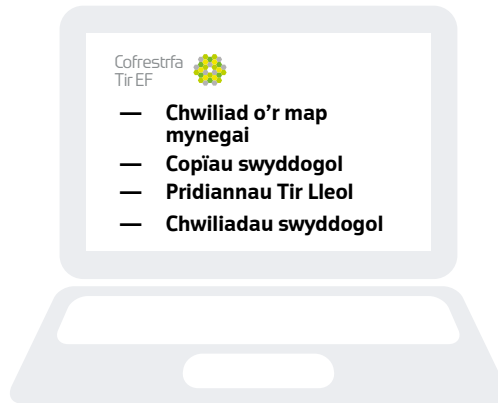 Cofrestrfa
Tir EF
— Chwiliad o’r map
mynegai
— Copïau swyddogol
— Pridiannau Tir Lleol
— Chwiliadau swyddogol